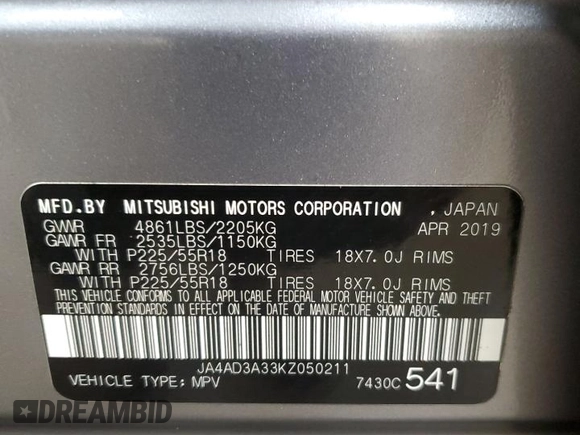 MFD.BY MITSUBISHI MOTORS CORPORATION , JAPAN
GVWR 4861LBS/2205KG APR 2019
GAWR FR 2535LBS/1150KG
WITH P225/55R18 TIRES 18X7.0J RIMS
GAWR RR 2756LBS/1250KG
WITH P225/55R18 TIRES 18X7.0J RIMS
THIS VEHICLE CONFORMS TO ALL APPLICABLE FEDERAL MOTOR VEHICLE SAFETY AND THEFT
PREVENTION STANDARDS IN EFFECT ON THE DATE OF MANUFACTURE SHOWN ABOVE.
JA4AD3A33KZ050211
VEHICLE TYPE: MPV 7430C 541
DREAMBID